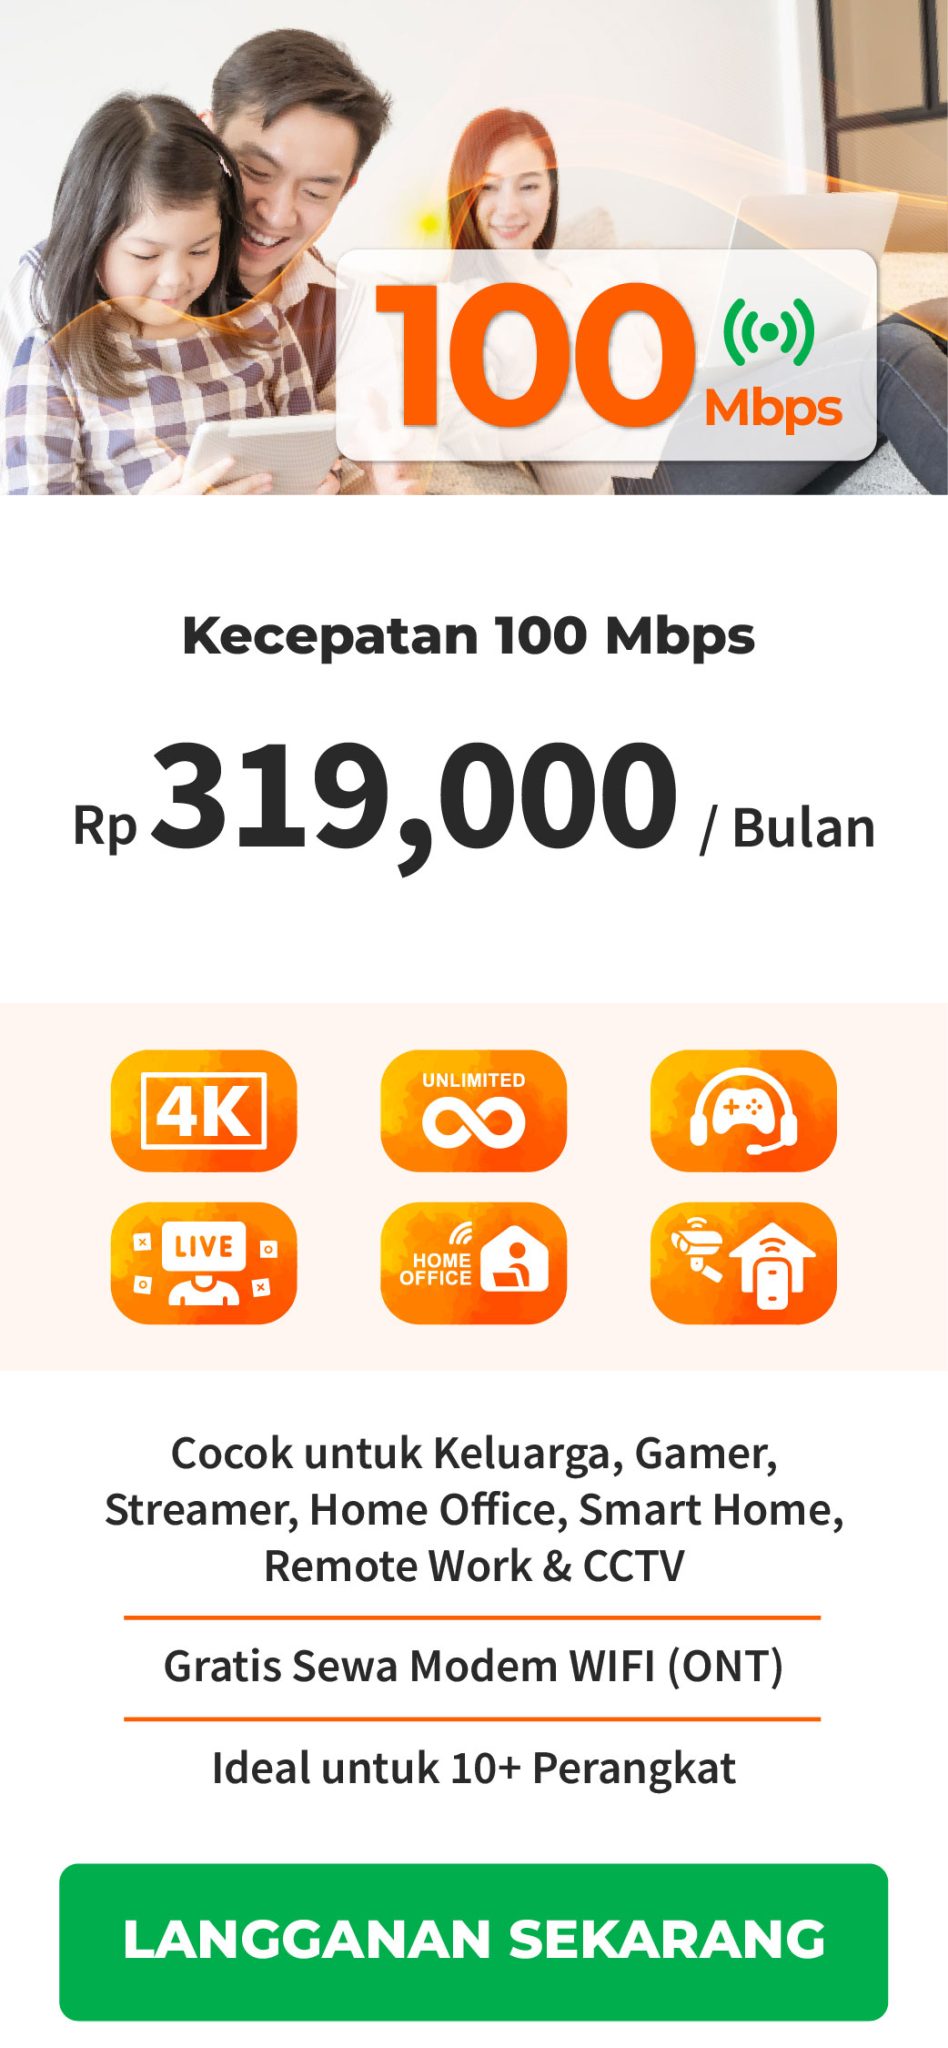 100
Mbps
Kecepatan 100 Mbps
Rp 319,000 / Bulan
4K
UNLIMITED
LIVE
HOME
OFFICE
Cocok untuk Keluarga, Gamer,
Streamer, Home Office, Smart Home,
Remote Work & CCTV
Gratis Sewa Modem WIFI (ONT)
Ideal untuk 10+ Perangkat
LANGGANAN SEKARANG